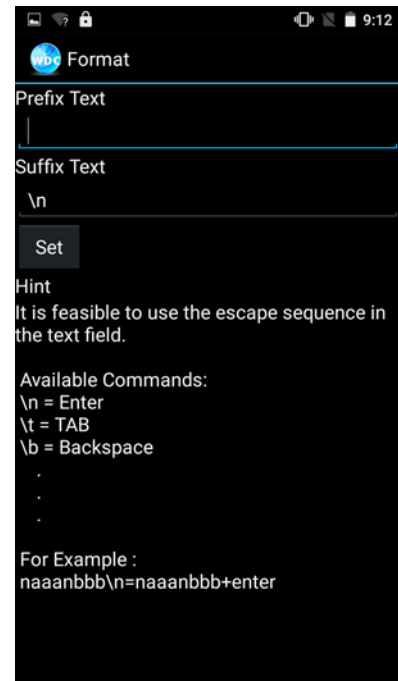 9:12
WDC Format
Prefix Text
Suffix Text
\n
Set
Hint
It is feasible to use the escape sequence in
the text field.
Available Commands:
\n = Enter
\t = TAB
\b = Backspace
.
.
.
For Example :
naaanbbb\n=naaanbbb+enter